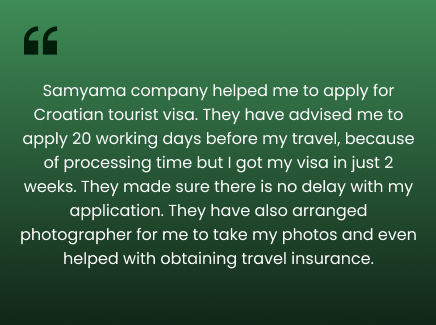 “
Samyama company helped me to apply for
Croatian tourist visa. They have advised me to
apply 20 working days before my travel, because
of processing time but I got my visa in just 2
weeks. They made sure there is no delay with my
application. They have also arranged
photographer for me to take my photos and even
helped with obtaining travel insurance.